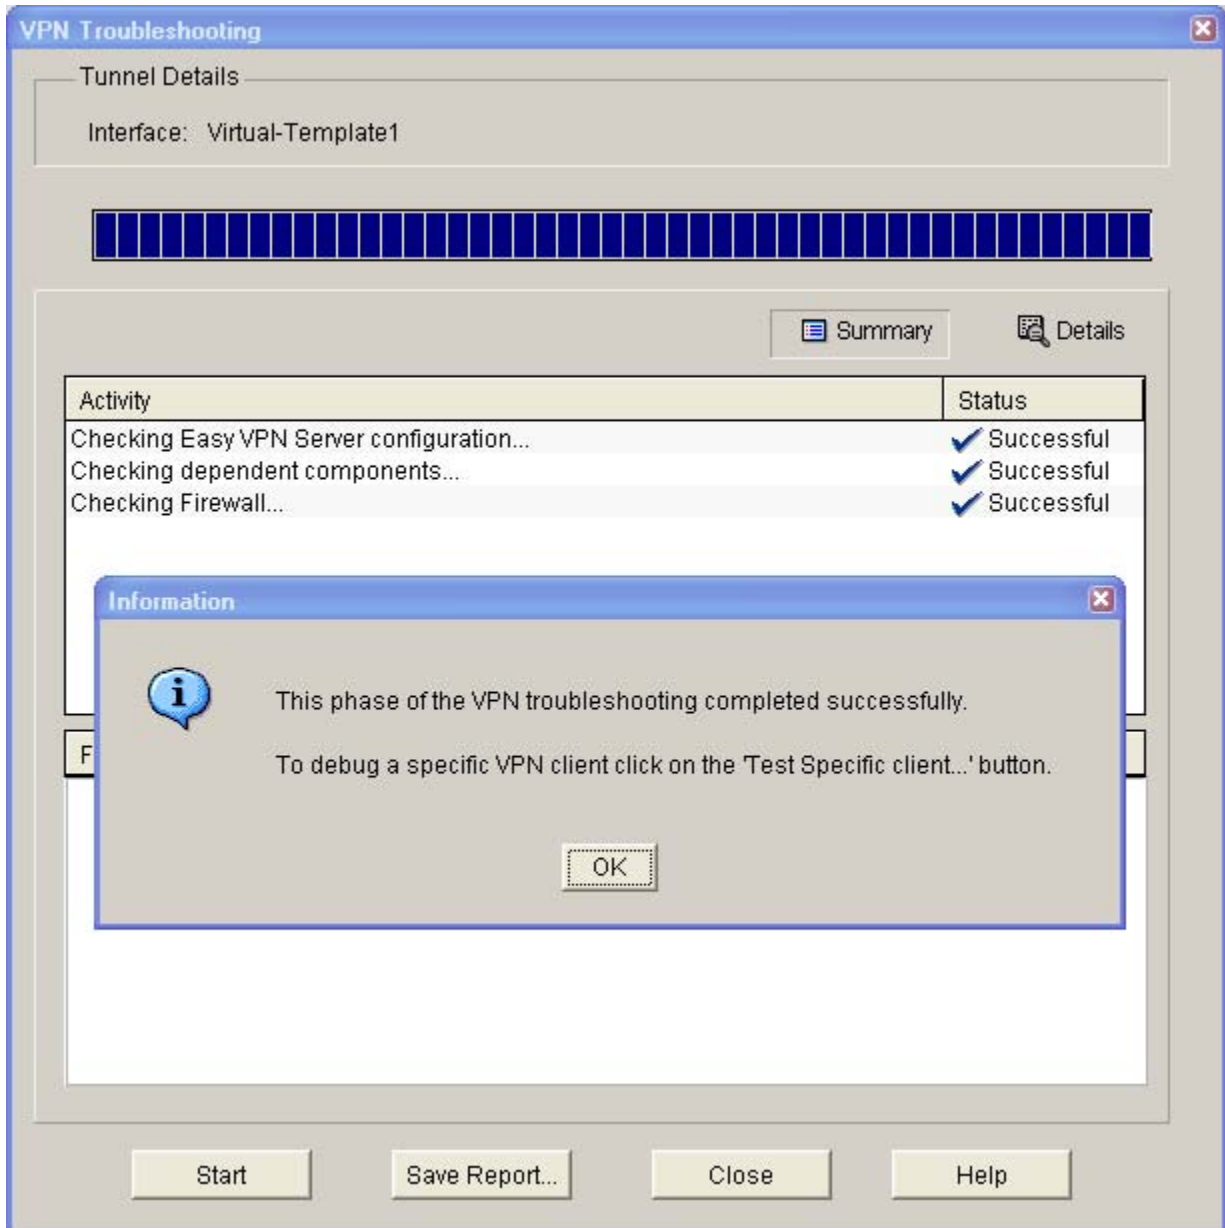 VPN Troubleshooting
Tunnel Details
Interface: Virtual-Template1
Summary
Details
Activity
Status
Checking Easy VPN Server configuration...
Successful
Checking dependent components...
Successful
Checking Firewall...
Successful
Information
This phase of the VPN troubleshooting completed successfully.
To debug a specific VPN client click on the 'Test Specific client...' button.
F
OK
Start
Save Report...
Close
Help